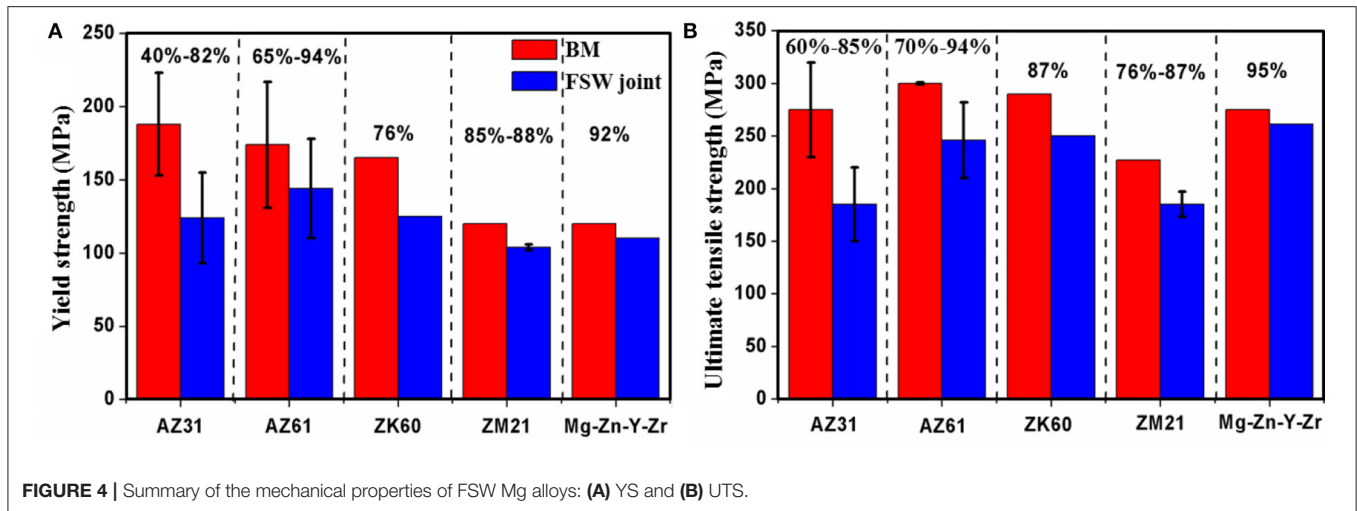 A
250
200
150
100
50
0
Yield strength (MPa)
40%-82%
65%-94%
76%
85%-88%
92%
BM
FSW joint
AZ31
AZ61
ZK60
ZM21
Mg-Zn-Y-Zr
B
350
300
250
200
150
100
50
0
Ultimate tensile strength (MPa)
60%-85%
70%-94%
87%
76%-87%
95%
AZ31
AZ61
ZK60
ZM21
Mg-Zn-Y-Zr
FIGURE 4 | Summary of the mechanical properties of FSW Mg alloys: (A) YS and (B) UTS.